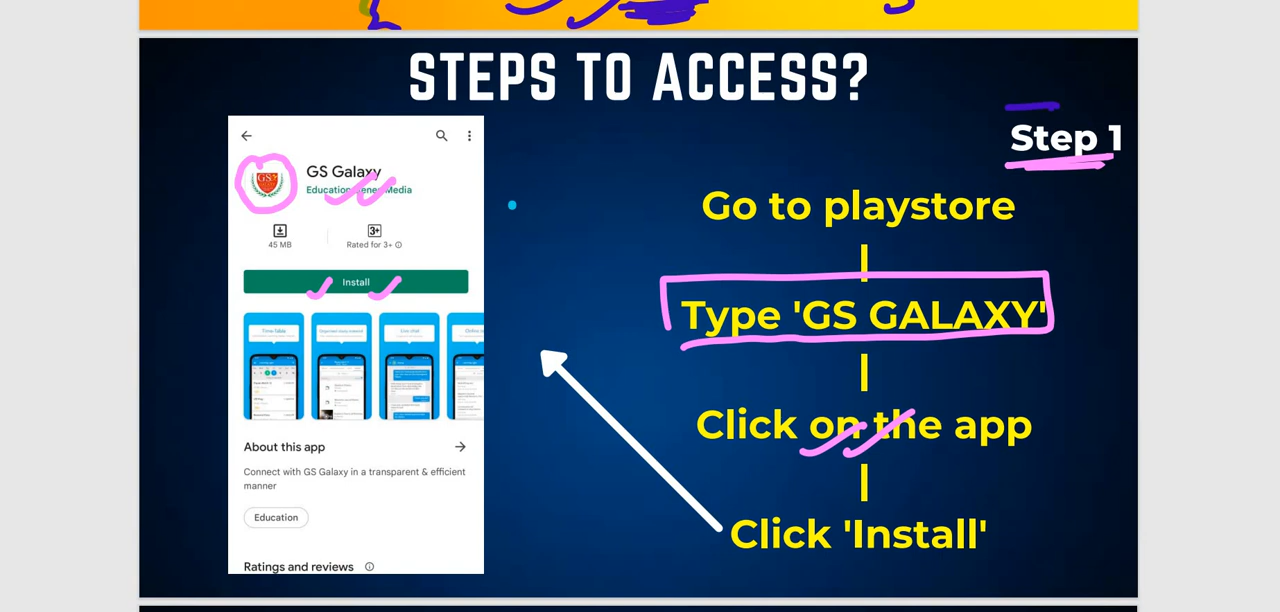 STEPS TO ACCESS?
Step 1
GS Galaxy
Education Media
45 MB
3+
Rated for 3+
Install
Live chat
About this app
Connect with GS Galaxy in a transparent & efficient
manner
Education
Ratings and reviews
Go to playstore
Type 'GS GALAXY'
Click on the app
Click 'Install'